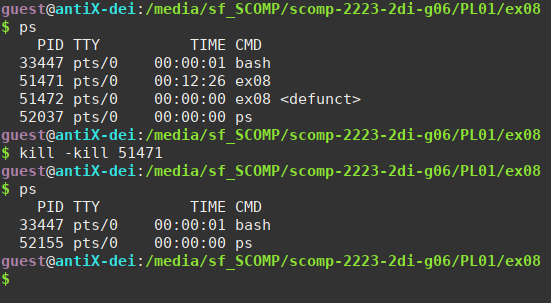 guest@antiX-dei:/media/sf_SCOMP/scomp-2223-2di-g06/PL01/ex08
$ ps
    PID TTY          TIME CMD
  33447 pts/0    00:00:01 bash
  51471 pts/0    00:12:26 ex08
  51472 pts/0    00:00:00 ex08 <defunct>
  52037 pts/0    00:00:00 ps
guest@antiX-dei:/media/sf_SCOMP/scomp-2223-2di-g06/PL01/ex08
$ kill -kill 51471
guest@antiX-dei:/media/sf_SCOMP/scomp-2223-2di-g06/PL01/ex08
$ ps
    PID TTY          TIME CMD
  33447 pts/0    00:00:01 bash
  52155 pts/0    00:00:00 ps
guest@antiX-dei:/media/sf_SCOMP/scomp-2223-2di-g06/PL01/ex08
$